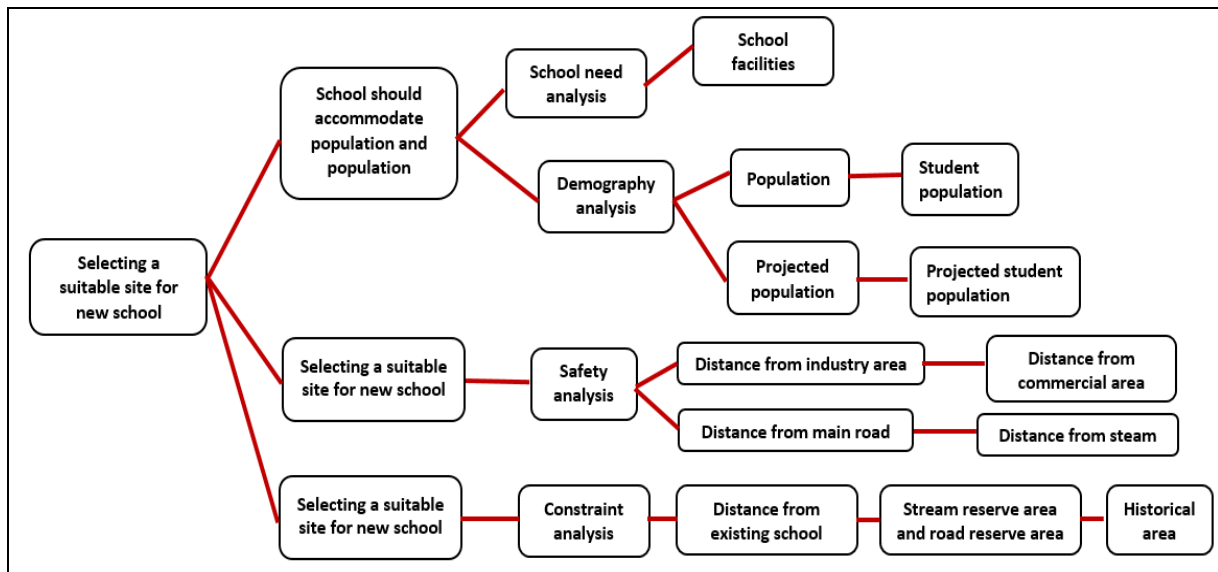 Selecting a
suitable site for
new school
School should
accommodate
population and
population
School need
analysis
School
facilities
Demography
analysis
Population
Student
population
Projected
population
Projected student
population
Selecting a suitable
site for new school
Safety
analysis
Distance from industry area
Distance from
commercial area
Distance from main road
Distance from steam
Selecting a suitable
site for new school
Constraint
analysis
Distance from
existing school
Stream reserve area
and road reserve area
Historical
area